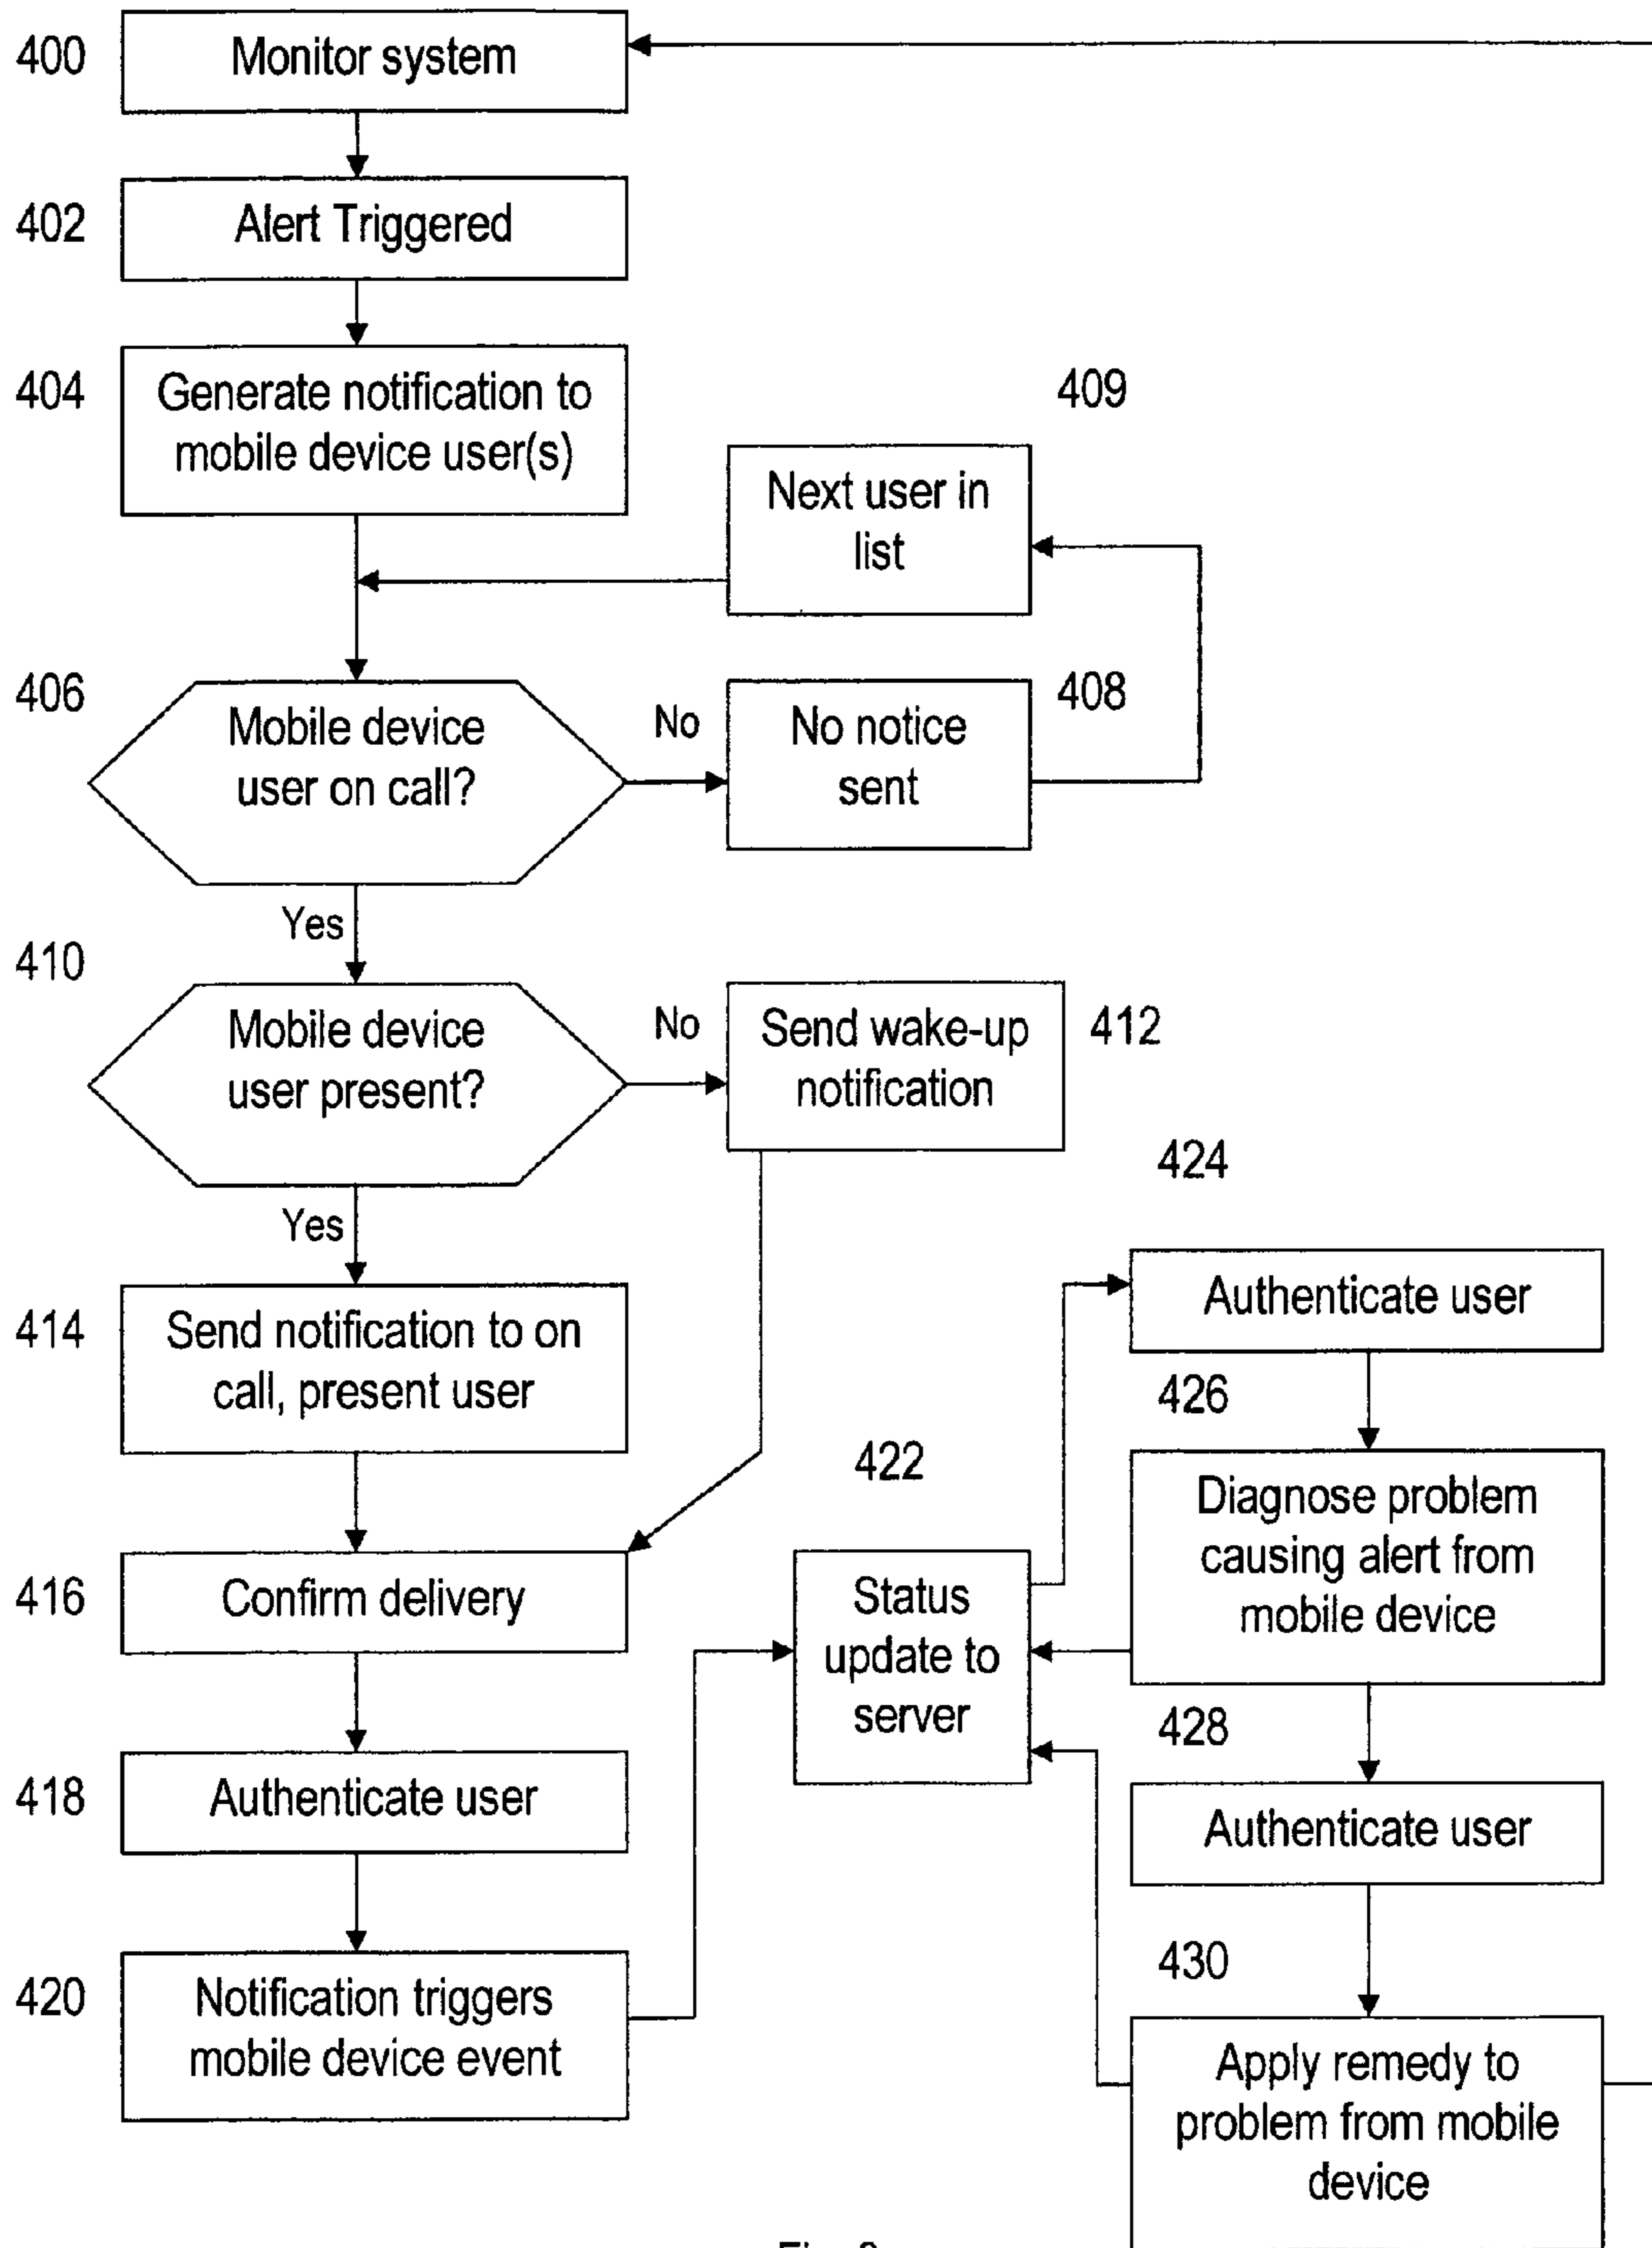 400
Monitor system
402
Alert Triggered
404
Generate notification to
mobile device user(s)
409
Next user in
list
406
Mobile device
user on call?
No
408
No notice
sent
Yes
410
Mobile device
user present?
No
Send wake-up
notification
412
Yes
414
Send notification to on
call, present user
416
Confirm delivery
418
Authenticate user
420
Notification triggers
mobile device event
422
Status
update to
server
424
Authenticate user
426
Diagnose problem
causing alert from
mobile device
428
Authenticate user
430
Apply remedy to
problem from mobile
device